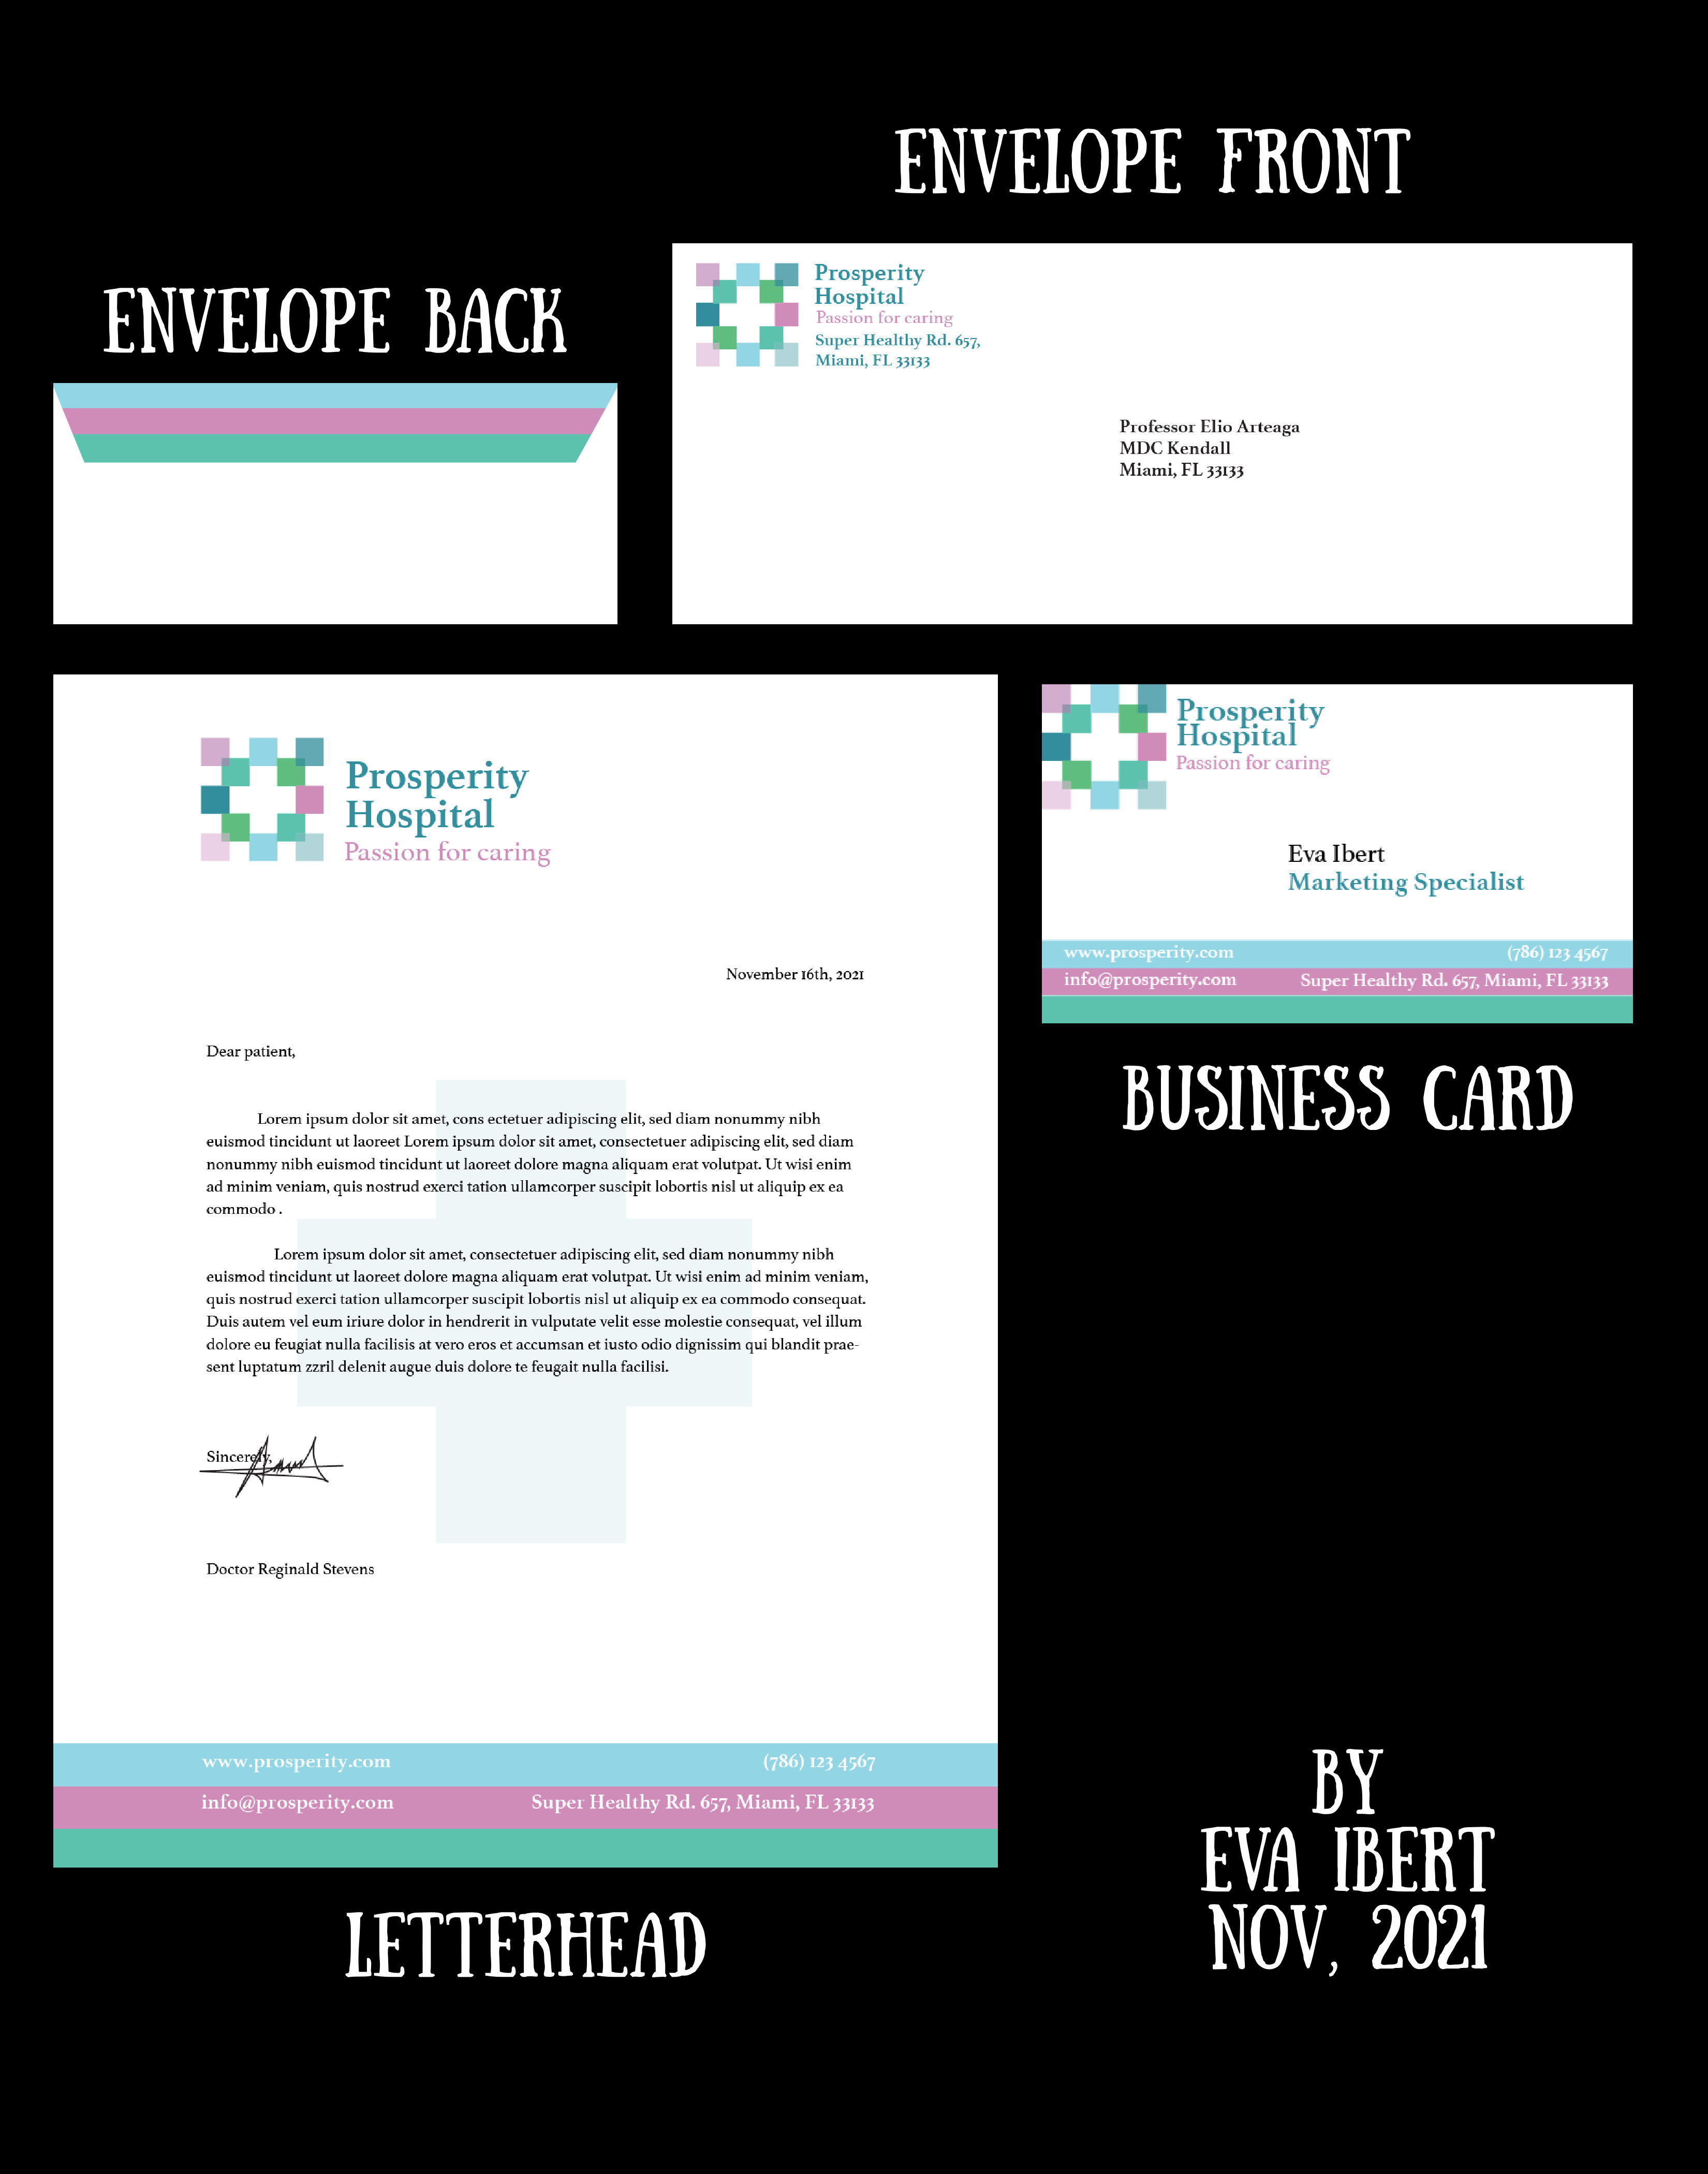 ENVELOPE FRONT
ENVELOPE BACK
Prosperity
Hospital
Passion for caring
Super Healthy Rd. 657,
Miami, FL 33133
Professor Elio Arteaga
MDC Kendall
Miami, FL 33133
Prosperity
Hospital
Passion for caring
November 16th, 2021
Dear patient,
Lorem ipsum dolor sit amet, cons ectetuer adipiscing elit, sed diam nonummy nibh
euismod tincidunt ut laoreet Lorem ipsum dolor sit amet, consectetuer adipiscing elit, sed diam
nonummy nibh euismod tincidunt ut laoreet dolore magna aliquam erat volutpat. Ut wisi enim
ad minim veniam, quis nostrud exerci tation ullamcorper suscipit lobortis nisl ut aliquip ex ea
commodo .
Lorem ipsum dolor sit amet, consectetuer adipiscing elit, sed diam nonummy nibh
euismod tincidunt ut laoreet dolore magna aliquam erat volutpat. Ut wisi enim ad minim veniam,
quis nostrud exerci tation ullamcorper suscipit lobortis nisl ut aliquip ex ea commodo consequat.
Duis autem vel eum iriure dolor in hendrerit in vulputate velit esse molestie consequat, vel illum
dolore eu feugiat nulla facilisis at vero eros et accumsan et iusto odio dignissim qui blandit prae-
sent luptatum zzril delenit augue duis dolore te feugait nulla facilisi.
Sincerely,
Doctor Reginald Stevens
www.prosperity.com (786) 123 4567
info@prosperity.com Super Healthy Rd. 657, Miami, FL 33133
LETTERHEAD
Prosperity
Hospital
Passion for caring
Eva Ibert
Marketing Specialist
www.prosperity.com (786) 123 4567
info@prosperity.com Super Healthy Rd. 657, Miami, FL 33133
BUSINESS CARD
BY
EVA IBERT
NOV, 2021